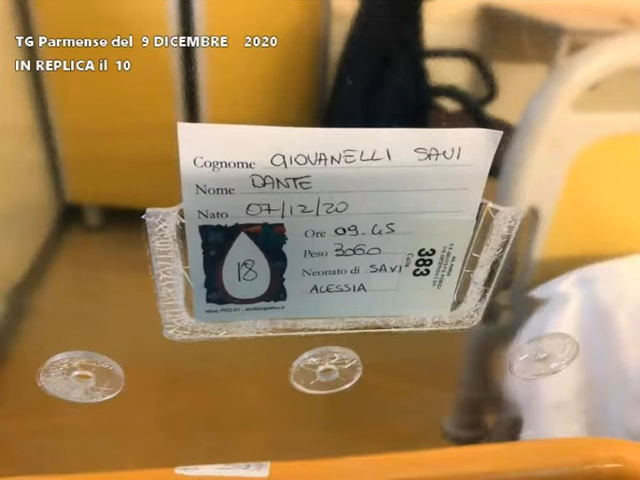 TG Parmense del 9 DICEMBRE 2020
IN REPLICA il 10
Cognome GIOVANELLI SAVI
Nome DANTE
Nato 07/12/20
Ore 09.45
Peso 3060
Neonato di SAVI
ALESSIA
18
Culla
383